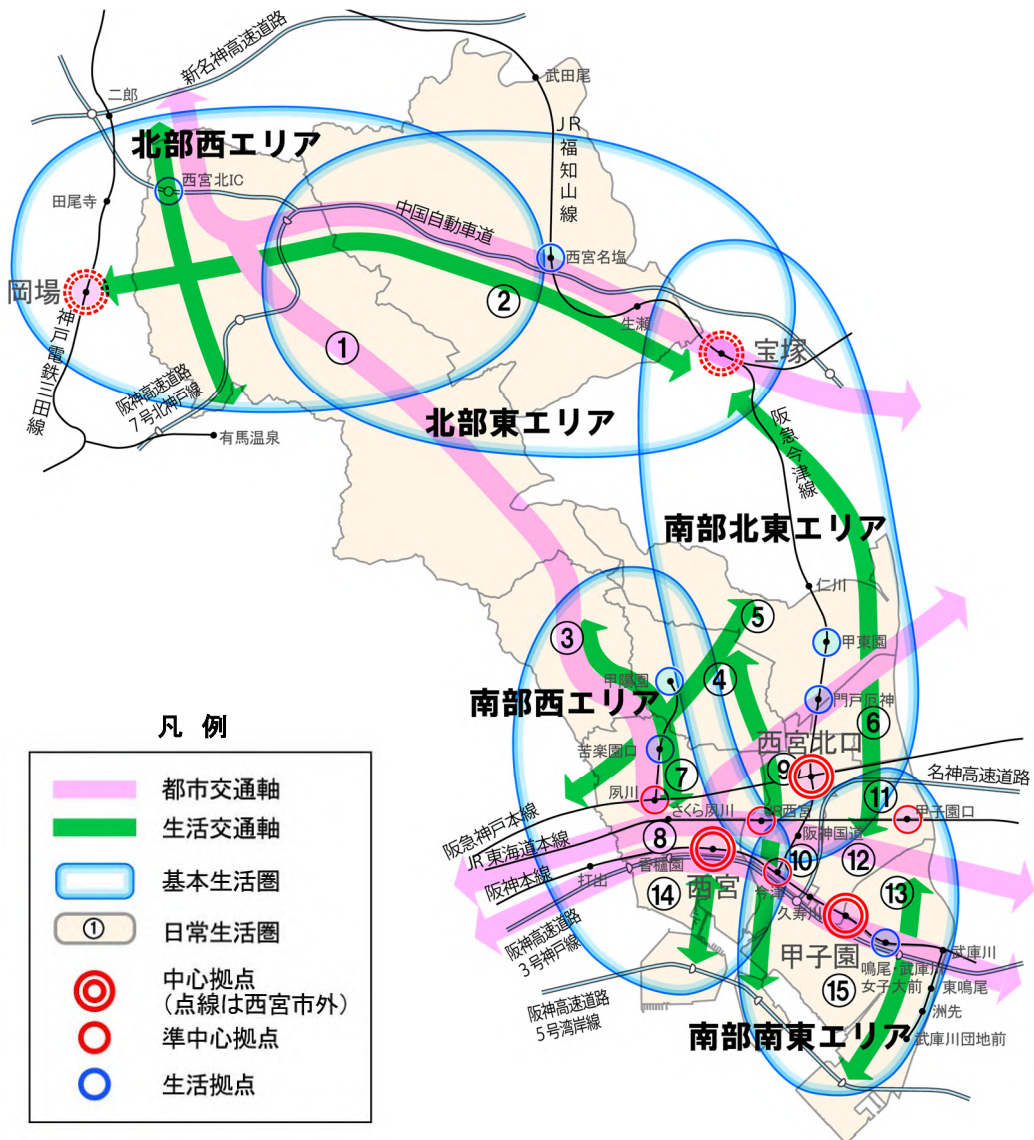 新名神高速道路
二郎
武田尾
JR福知山線
北部西エリア
西宮北IC
田尾寺
中国自動車道
西宮名塩
岡場
②
生瀬
宝塚
神戸電鉄三田線
①
阪神高速道路
7号北神戸線
北部東エリア
有馬温泉
阪急今津線
南部北東エリア
仁川
⑤
③
甲東園
甲陽園
④
南部西エリア
門戸厄神
⑥
西宮北口
苦楽園口
⑦
⑨
名神高速道路
夙川
さくら夙川
JR西宮
⑪
甲子園口
阪急神戸本線
JR東海道本線
阪神本線
⑧
阪神国道
打出
香櫨園
西宮
今津
⑩
⑫
⑭
久寿川
⑬
阪神高速道路
3号神戸線
甲子園
鳴尾・武庫川
女子大前
武庫川
⑮
東鳴尾
洲先
阪神高速道路
5号湾岸線
南部南東エリア
武庫川団地前
凡 例
都市交通軸
生活交通軸
基本生活圏
① 日常生活圏
中心拠点
(点線は西宮市外)
準中心拠点
生活拠点